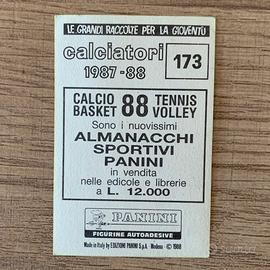 LE GRANDI RACCOLTE PER LA GIOVENTÙ
calciatori
1987-88
173
CALCIO 88 TENNIS
BASKET VOLLEY
Sono i nuovissimi
ALMANACCHI
SPORTIVI
PANINI
in vendita
nelle edicole e librerie
a L. 12.000
PANINI
FIGURINE AUTOADESIVE
Made in Italy by EDIZIONI PANINI S.p.A. - Modena - © 1988